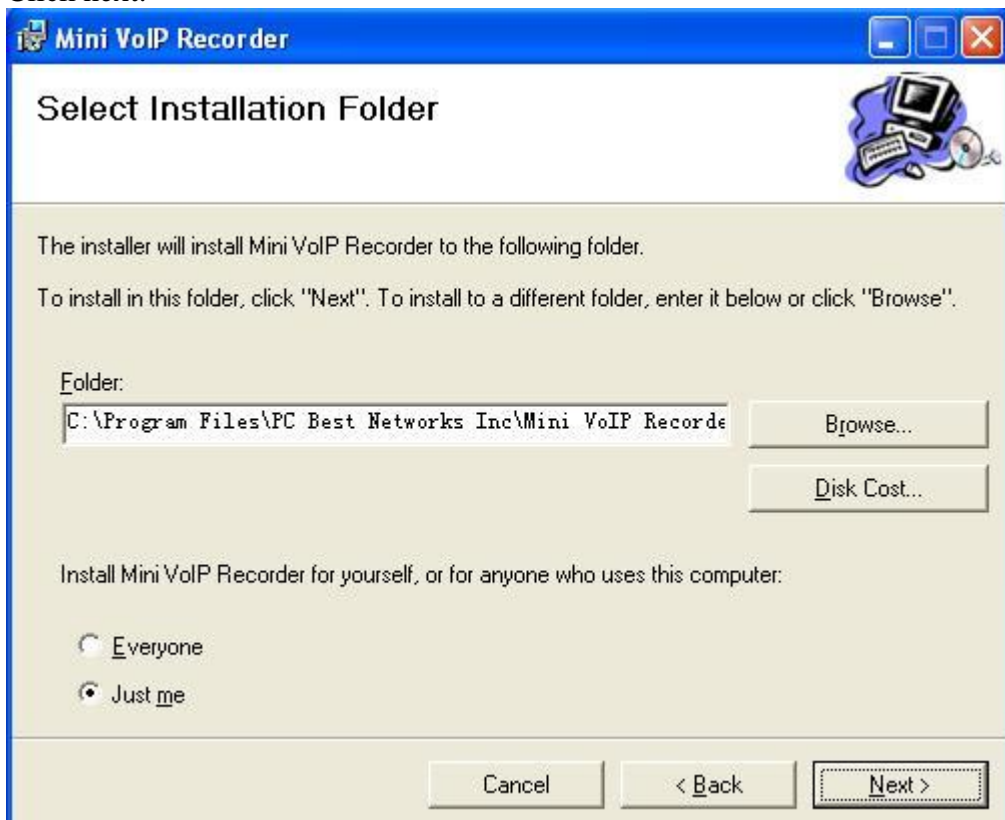 Mini VoIP Recorder
Select Installation Folder
The installer will install Mini VoIP Recorder to the following folder.
To install in this folder, click "Next". To install to a different folder, enter it below or click "Browse".
Folder:
C:\Program Files\PC Best Networks Inc\Mini VoIP Recorde
Browse...
Disk Cost...
Install Mini VoIP Recorder for yourself, or for anyone who uses this computer:
Everyone
Just me
Cancel
< Back
Next >